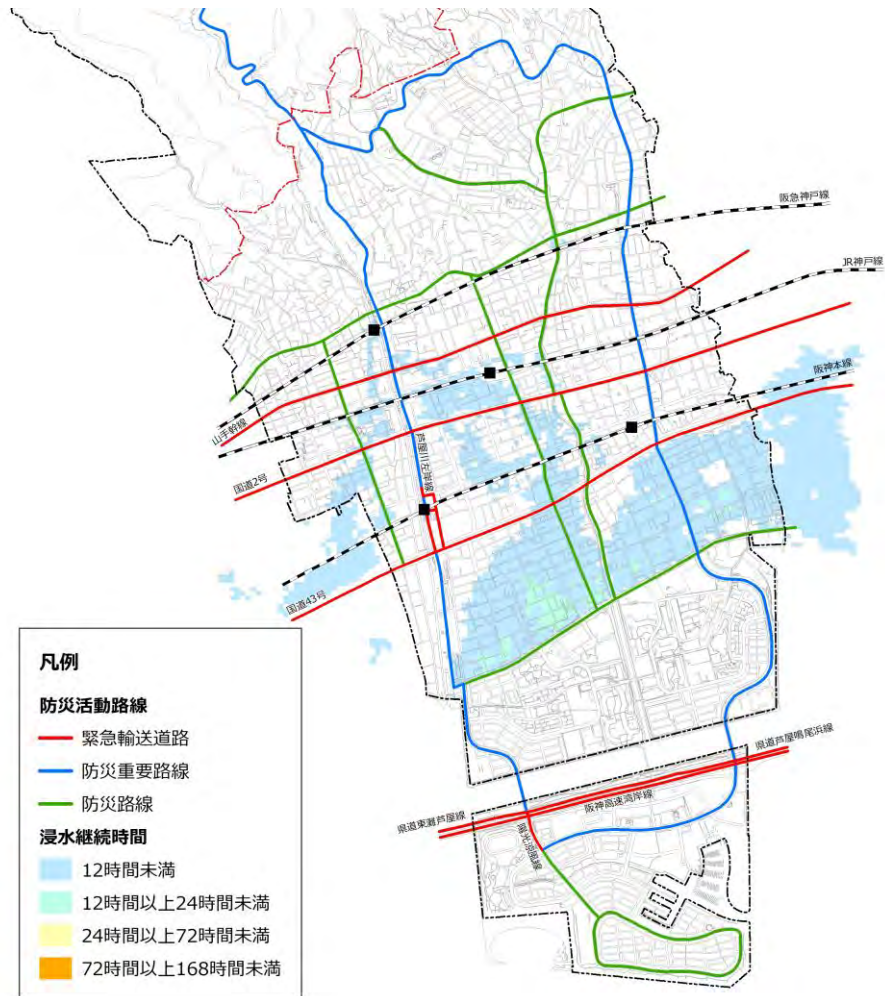 阪急神戸線
JR神戸線
阪神本線
山手幹線
国道2号
芦屋川左岸線
国道43号
県道芦屋鳴尾浜線
阪神高速湾岸線
県道東灘芦屋線
陽光涼風線
凡例
防災活動路線
緊急輸送道路
防災重要路線
防災路線
浸水継続時間
12時間未満
12時間以上24時間未満
24時間以上72時間未満
72時間以上168時間未満